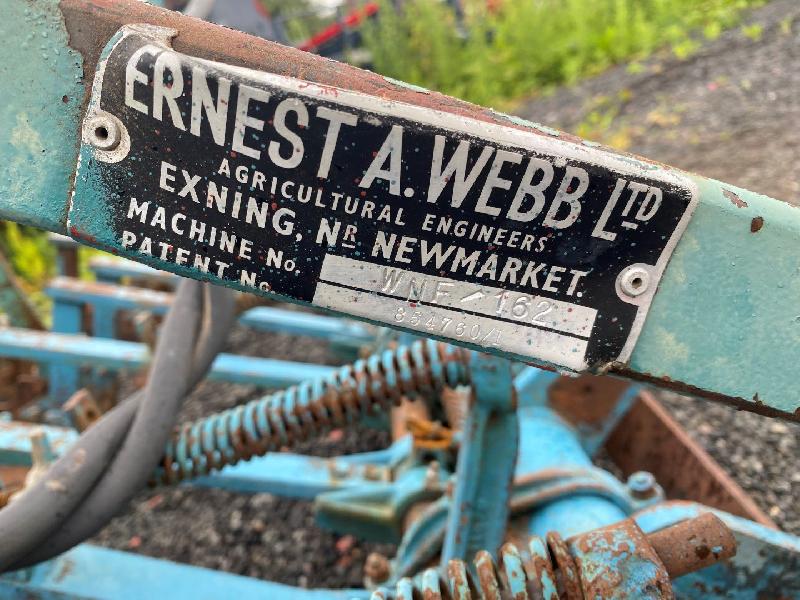 ERNEST A. WEBB LTD
AGRICULTURAL ENGINEERS
EXNING, NR NEWMARKET.
MACHINE NO. WNF/162
PATENT NO. 854760/1